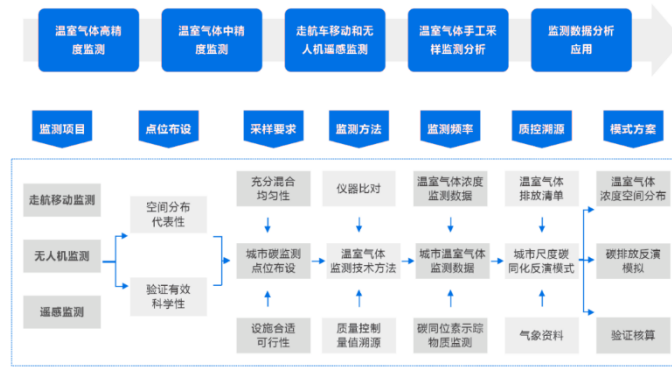 温室气体高精
度监测
温室气体中精
度监测
走航车移动和无
人机遥感监测
温室气体手工采
样监测分析
监测数据分析
应用
监测项目
点位布设
采样要求
监测方法
监测频率
质控溯源
模式方案
走航移动监测
无人机监测
遥感监测
空间分布
代表性
验证有效
科学性
充分混合
均匀性
城市碳监测
点位布设
设施合适
可行性
仪器比对
温室气体
监测技术方法
质量控制
量值溯源
温室气体浓度
监测数据
城市温室气体
监测数据
碳同位素示踪
物质监测
温室气体
排放清单
城市尺度碳
同化反演模式
气象资料
温室气体
浓度空间分布
碳排放反演
模拟
验证核算